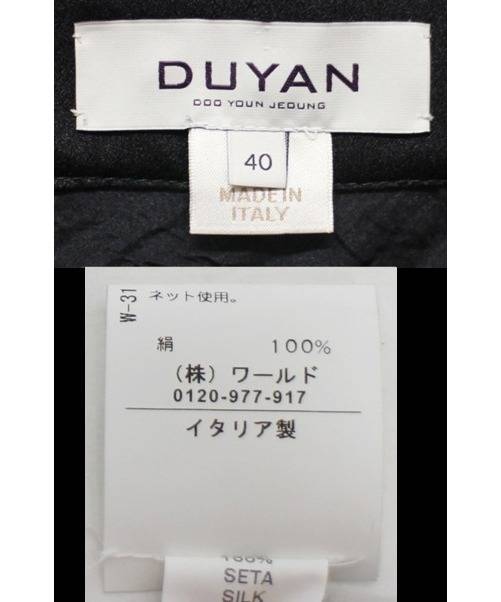 DUYAN
DOO YOUN JEOUNG
40
MADE IN
ITALY
W-31
ネット使用。
絹 100%
(株)ワールド
0120-977-917
イタリア製
100%
SETA
SILK